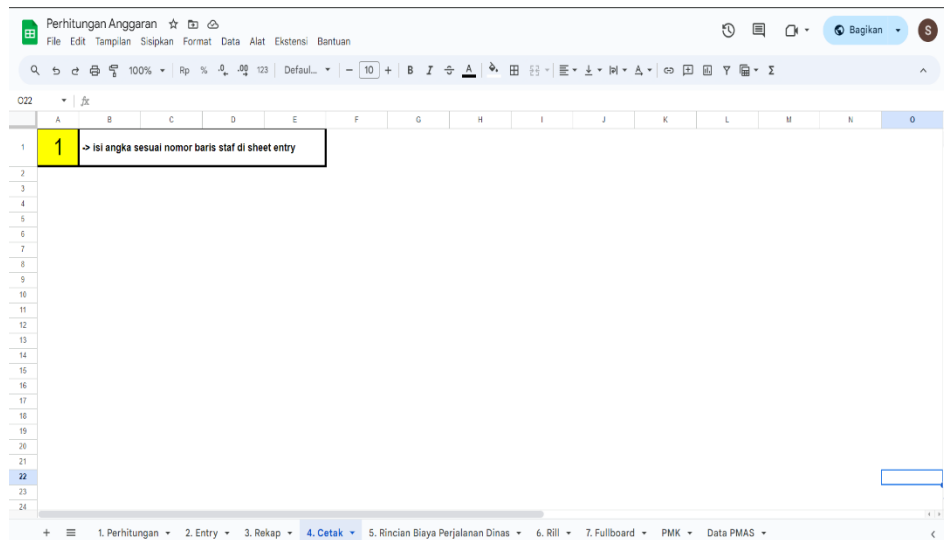 Perhitungan Anggaran
File Edit Tampilan Sisipkan Format Data Alat Ekstensi Bantuan
Bagikan
S
100% Rp % .0 .00 123 Defaul... 10 B I A
O22 fx
A B C D E F G H I J K L M N O
1 1 -> isi angka sesuai nomor baris staf di sheet entry
2
3
4
5
6
7
8
9
10
11
12
13
14
15
16
17
18
19
20
21
22
23
24
1. Perhitungan 2. Entry 3. Rekap 4. Cetak 5. Rincian Biaya Perjalanan Dinas 6. Rill 7. Fullboard PMK Data PMAS